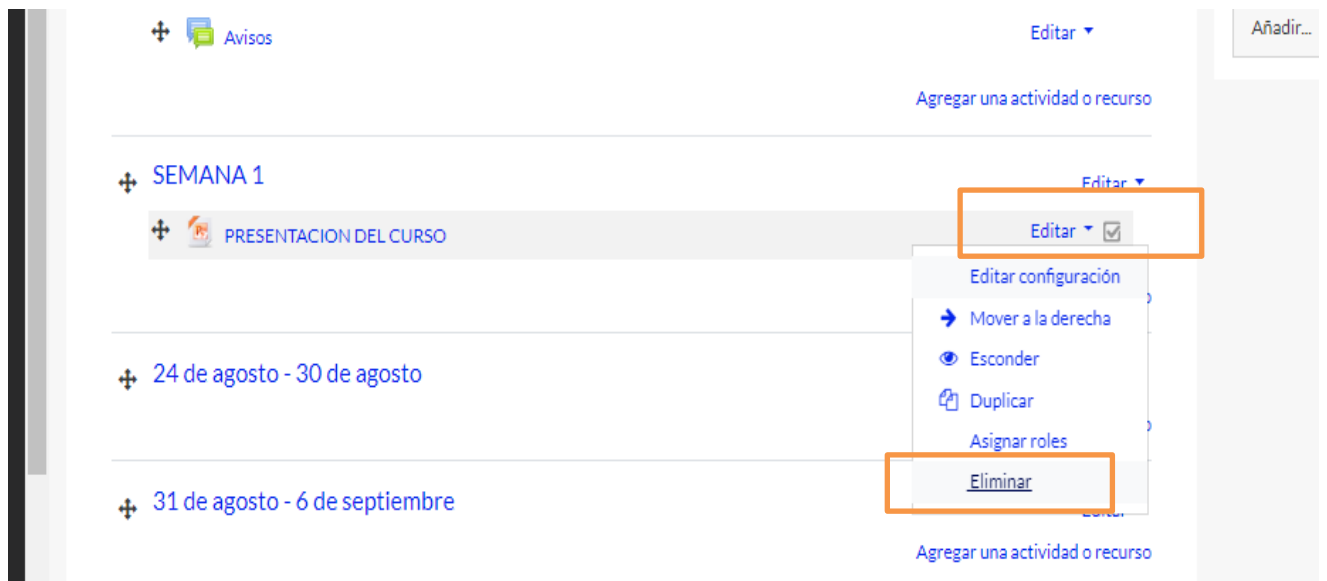 Avisos Editar
Añadir...
Agregar una actividad o recurso
SEMANA 1 Editar
PRESENTACION DEL CURSO Editar
Editar configuración
Mover a la derecha
24 de agosto - 30 de agosto
Esconder
Duplicar
Asignar roles
Eliminar
31 de agosto - 6 de septiembre Editar
Agregar una actividad o recurso